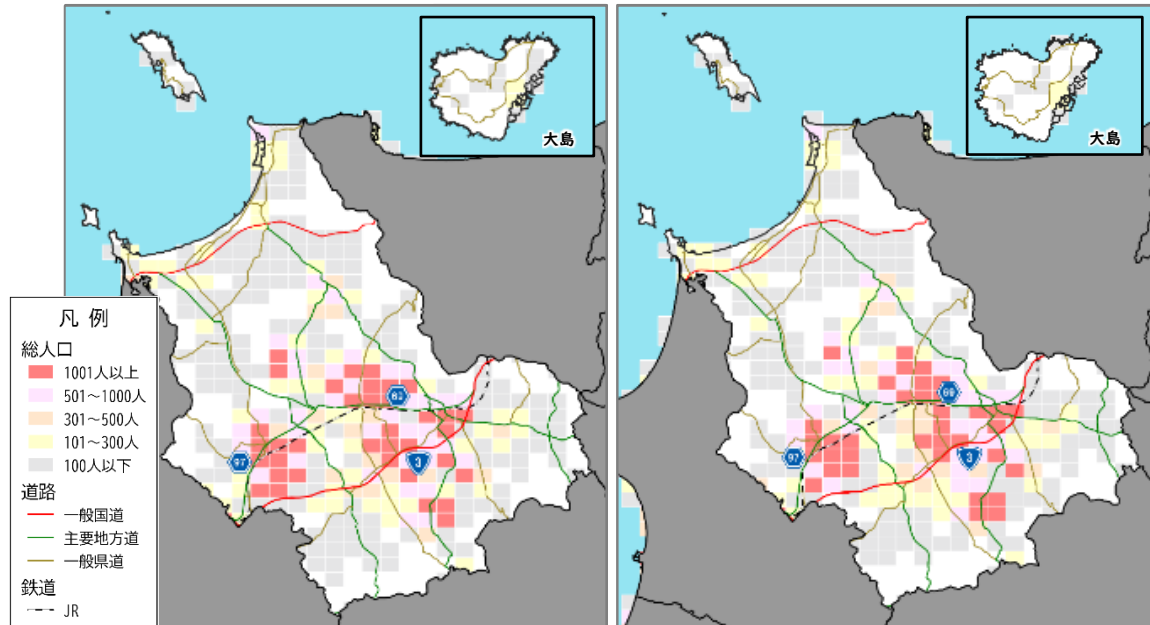 大島
大島
凡 例
総人口
1001人以上
501～1000人
301～500人
101～300人
100人以下
道路
一般国道
主要地方道
一般県道
鉄道
JR
69
97
3
69
97
3